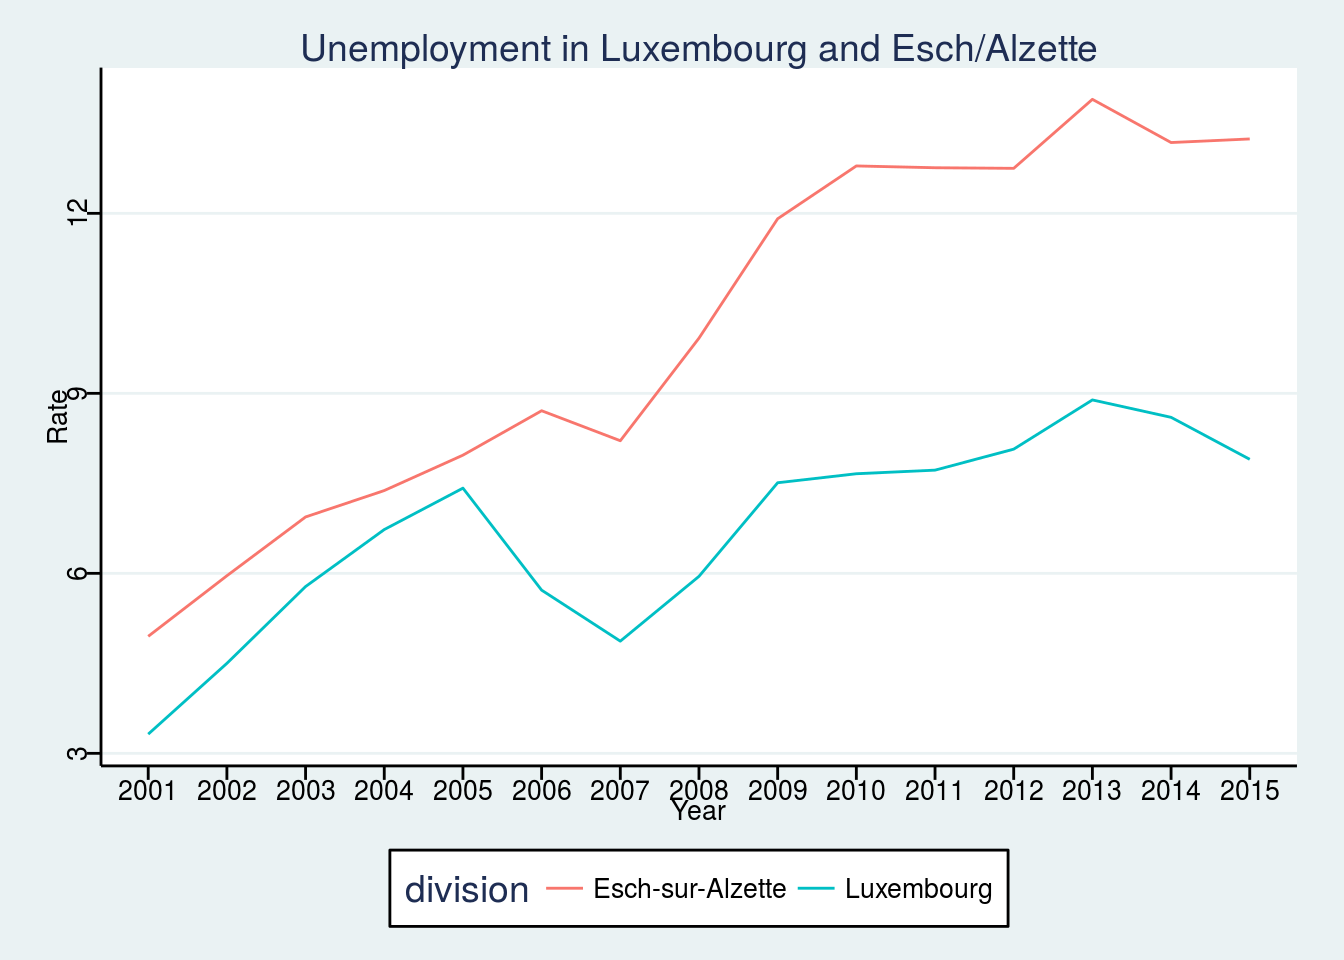 Unemployment in Luxembourg and Esch/Alzette
12
9
6
3
Rate
2001 2002 2003 2004 2005 2006 2007 2008 2009 2010 2011 2012 2013 2014 2015
Year
division Esch-sur-Alzette Luxembourg